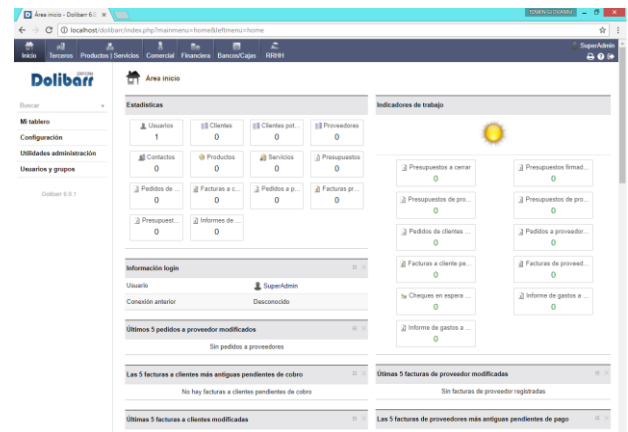 Área inicio - Dolibarr 6.0
localhost/dolibarr/index.php?mainmenu=home&leftmenu=home
Inicio Terceros Productos | Servicios Comercial Financiera Bancos/Cajas RRHH SuperAdmin
Dolibarr
Área inicio
Buscar
Mi tablero
Configuración
Utilidades administración
Usuarios y grupos
Dolibarr 6.0.1
Estadísticas
Usuarios Clientes Clientes pot... Proveedores
1 0 0 0
Contactos Productos Servicios Presupuestos
0 0 0 0
Pedidos de ... Facturas a c... Pedidos a p... Facturas pr...
0 0 0 0
Presupuest... Informes de ...
0 0
Información login
Usuario SuperAdmin
Conexión anterior Desconocido
Últimos 5 pedidos a proveedor modificados
Sin pedidos a proveedores
Las 5 facturas a clientes más antiguas pendientes de cobro
No hay facturas a clientes pendientes de cobro
Últimas 5 facturas a clientes modificadas
Indicadores de trabajo
Presupuestos a cerrar Presupuestos firmad...
0 0
Presupuestos de pro... Presupuestos de pro...
0 0
Pedidos de clientes ... Pedidos a proveedor...
0 0
Facturas a cliente pe... Facturas de proveed...
0 0
Cheques en espera ... Informe de gastos a ...
0 0
Informe de gastos a ...
0
Útimas 5 facturas de proveedor modificadas
Sin facturas de proveedor registradas
Las 5 facturas de proveedores más antiguas pendientes de pago